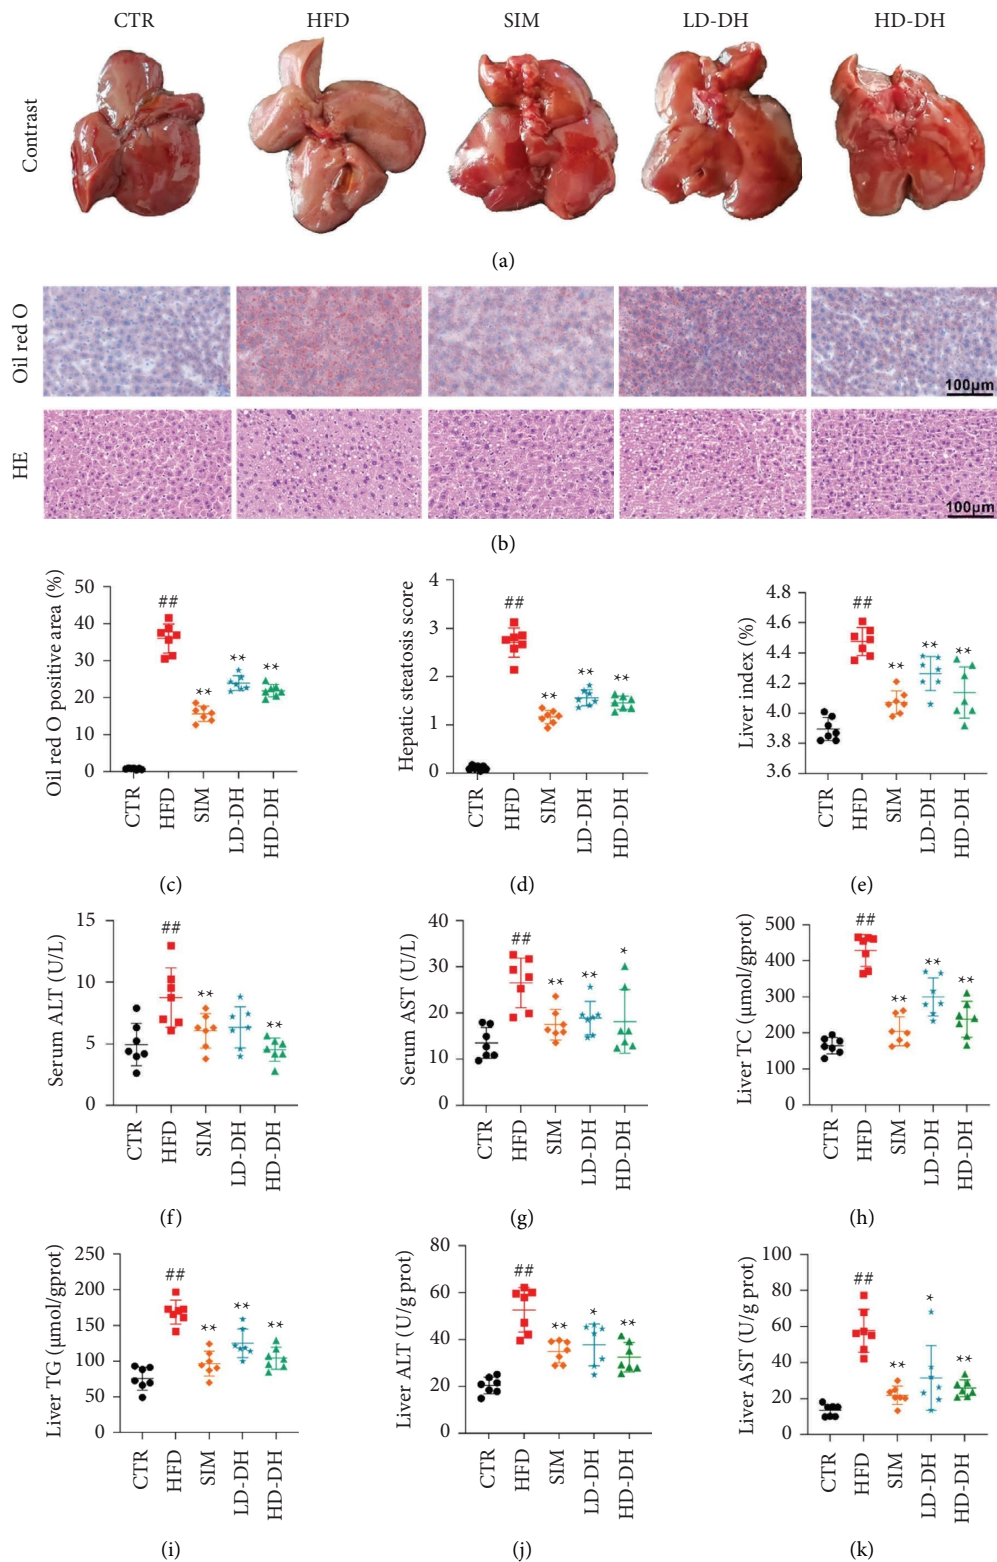 CTR HFD SIM LD-DH HD-DH
Contrast
(a)
Oil red O
100μm
HE
100μm
(b)
Oil red O positive area (%)
50
40
30
20
10
0
##
**
**
**
CTR HFD SIM LD-DH HD-DH
(c)
Hepatic steatosis score
4
3
2
1
0
##
**
**
**
CTR HFD SIM LD-DH HD-DH
(d)
Liver index (%)
4.8
4.6
4.4
4.2
4.0
3.8
3.6
##
**
**
**
CTR HFD SIM LD-DH HD-DH
(e)
Serum ALT (U/L)
15
10
5
0
##
**
**
CTR HFD SIM LD-DH HD-DH
(f)
Serum AST (U/L)
40
30
20
10
0
##
**
**
*
CTR HFD SIM LD-DH HD-DH
(g)
Liver TC (μmol/gprot)
500
400
300
200
100
0
##
**
**
**
CTR HFD SIM LD-DH HD-DH
(h)
Liver TG (μmol/gprot)
250
200
150
100
50
0
##
**
**
**
CTR HFD SIM LD-DH HD-DH
(i)
Liver ALT (U/g prot)
80
60
40
20
0
##
**
*
**
CTR HFD SIM LD-DH HD-DH
(j)
Liver AST (U/g prot)
100
80
60
40
20
0
##
**
*
**
CTR HFD SIM LD-DH HD-DH
(k)